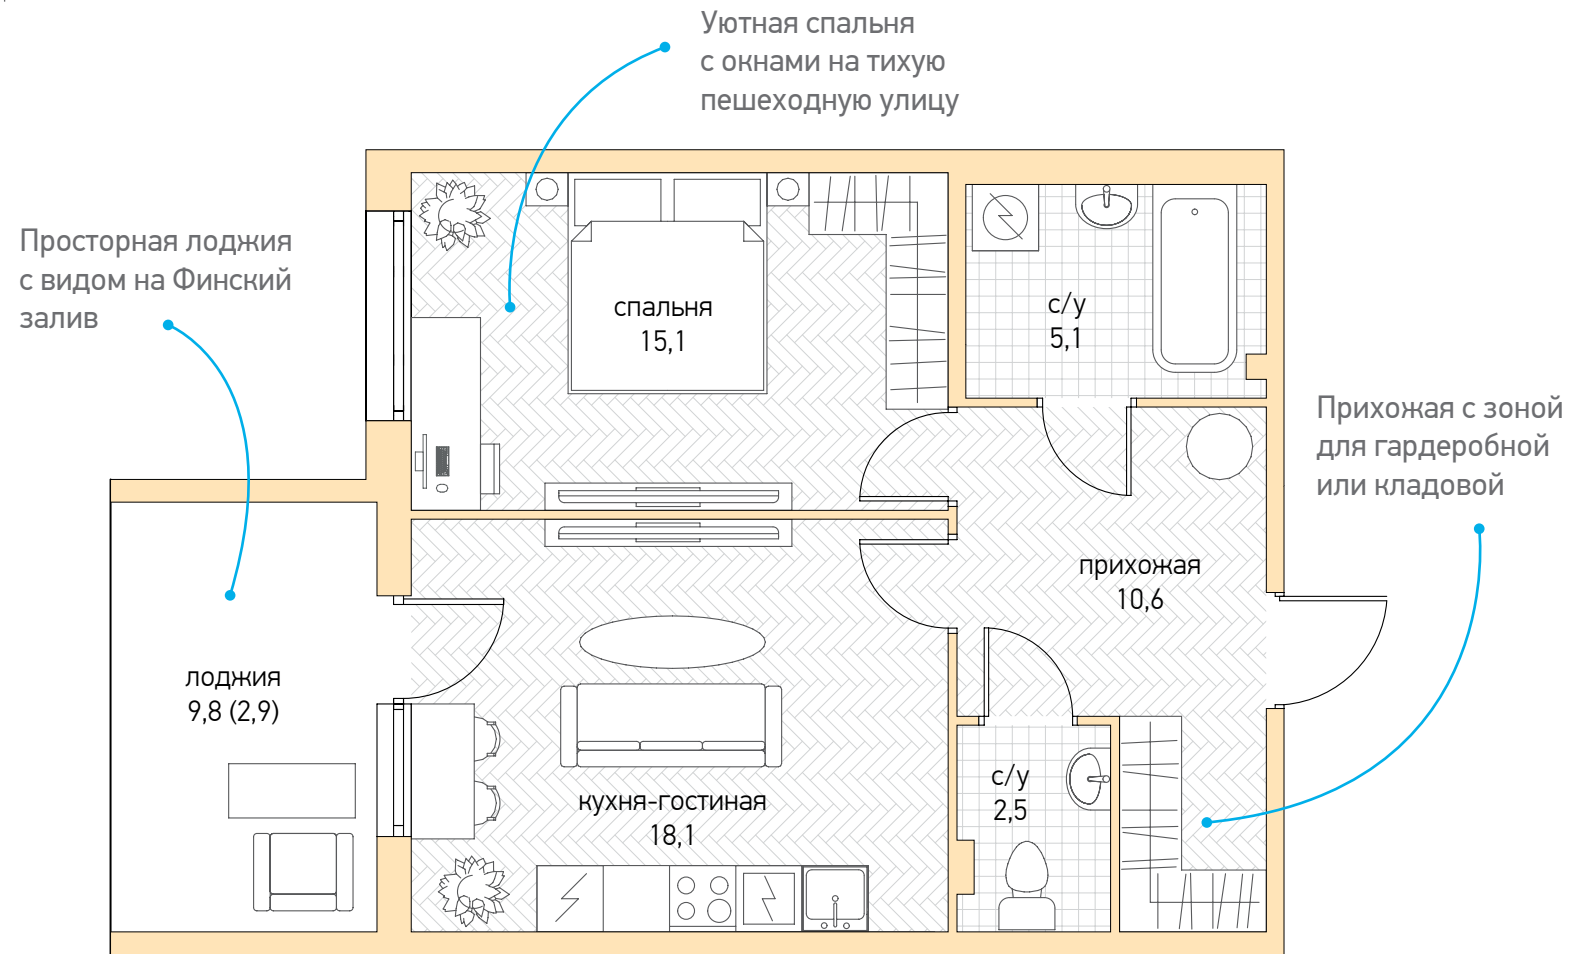 Уютная спальня
с окнами на тихую
пешеходную улицу
Просторная лоджия
с видом на Финский
залив
спальня
15,1
с/у
5,1
Прихожая с зоной
для гардеробной
или кладовой
прихожая
10,6
лоджия
9,8 (2,9)
с/у
2,5
кухня-гостиная
18,1